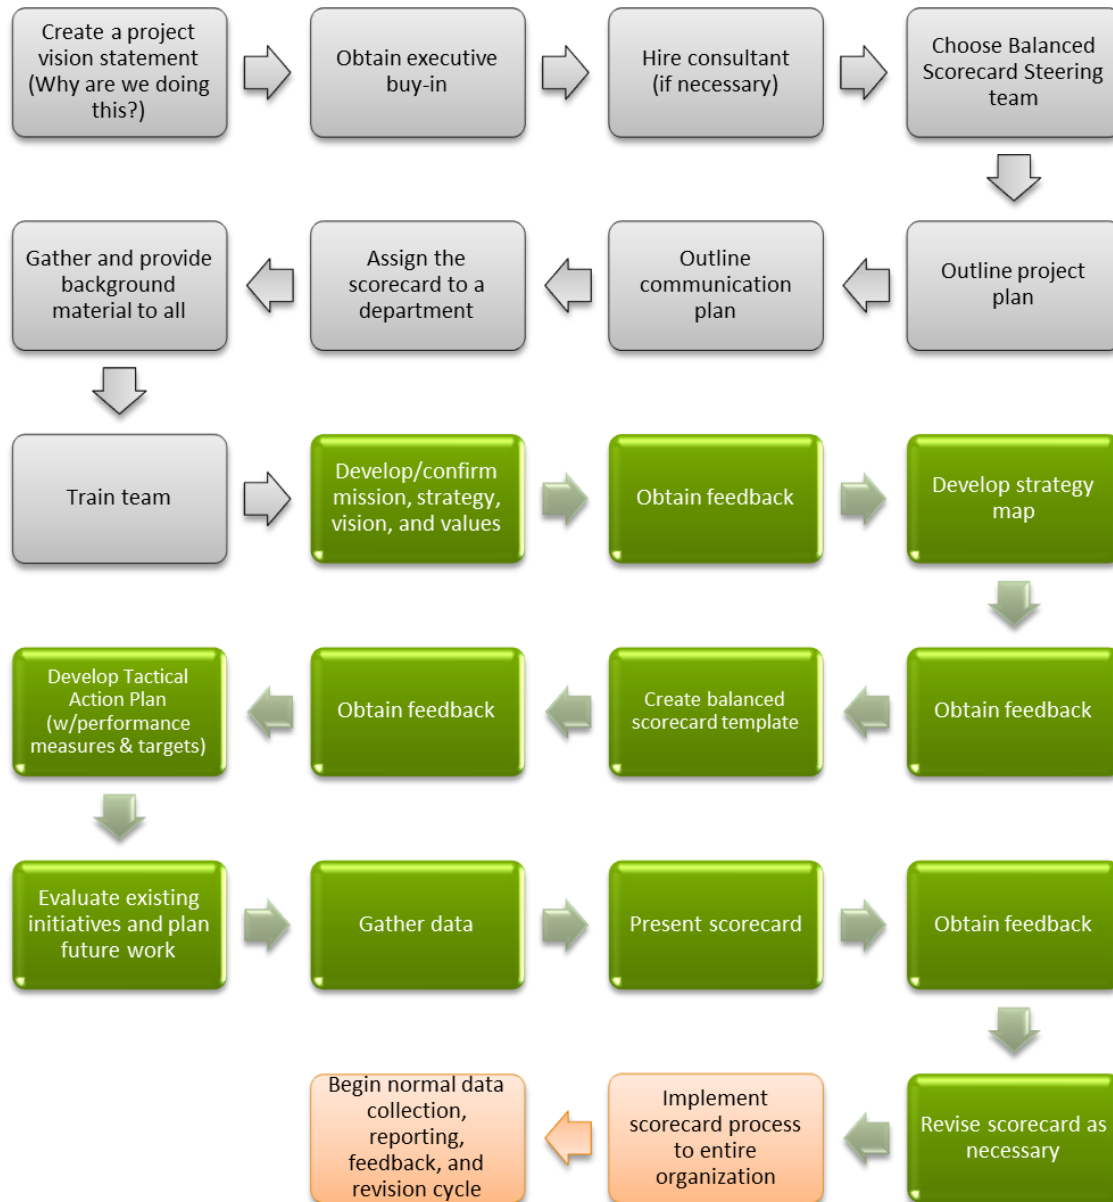 Create a project
vision statement
(Why are we doing
this?)
Obtain executive
buy-in
Hire consultant
(if necessary)
Choose Balanced
Scorecard Steering
team
Outline project
plan
Outline
communication
plan
Assign the
scorecard to a
department
Gather and provide
background
material to all
Train team
Develop/confirm
mission, strategy,
vision, and values
Obtain feedback
Develop strategy
map
Obtain feedback
Create balanced
scorecard template
Obtain feedback
Develop Tactical
Action Plan
(w/performance
measures & targets)
Evaluate existing
initiatives and plan
future work
Gather data
Present scorecard
Obtain feedback
Revise scorecard as
necessary
Implement
scorecard process
to entire
organization
Begin normal data
collection,
reporting,
feedback, and
revision cycle